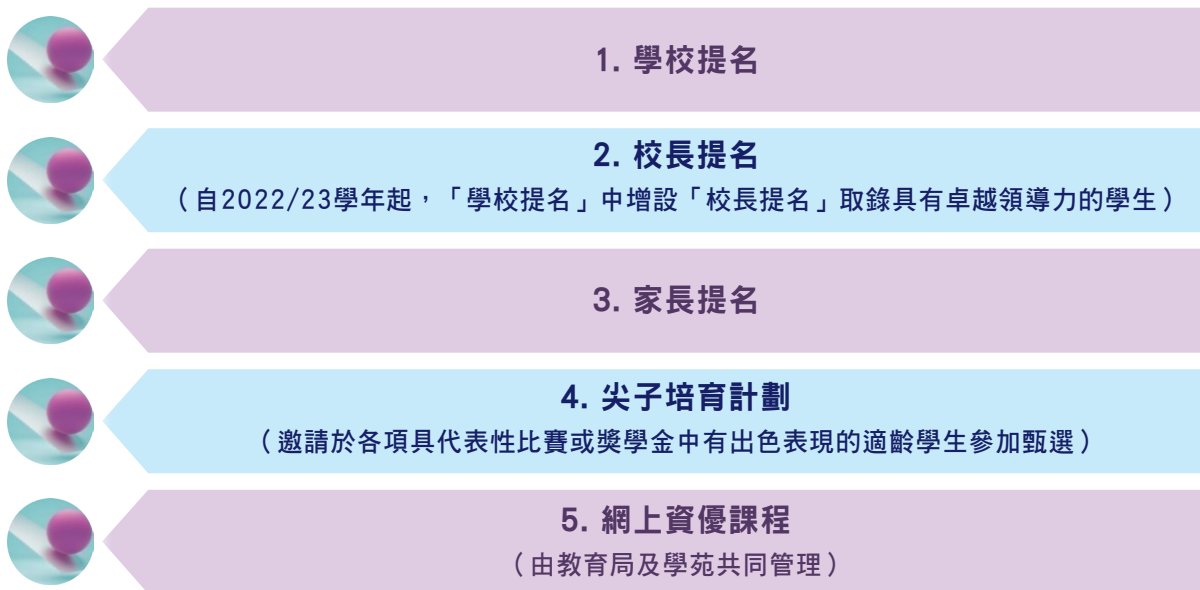 1. 學校提名
2. 校長提名
（自2022/23學年起，「學校提名」中增設「校長提名」取錄具有卓越領導力的學生）
3. 家長提名
4. 尖子培育計劃
（邀請於各項具代表性比賽或獎學金中有出色表現的適齡學生參加甄選）
5. 網上資優課程
（由教育局及學苑共同管理）